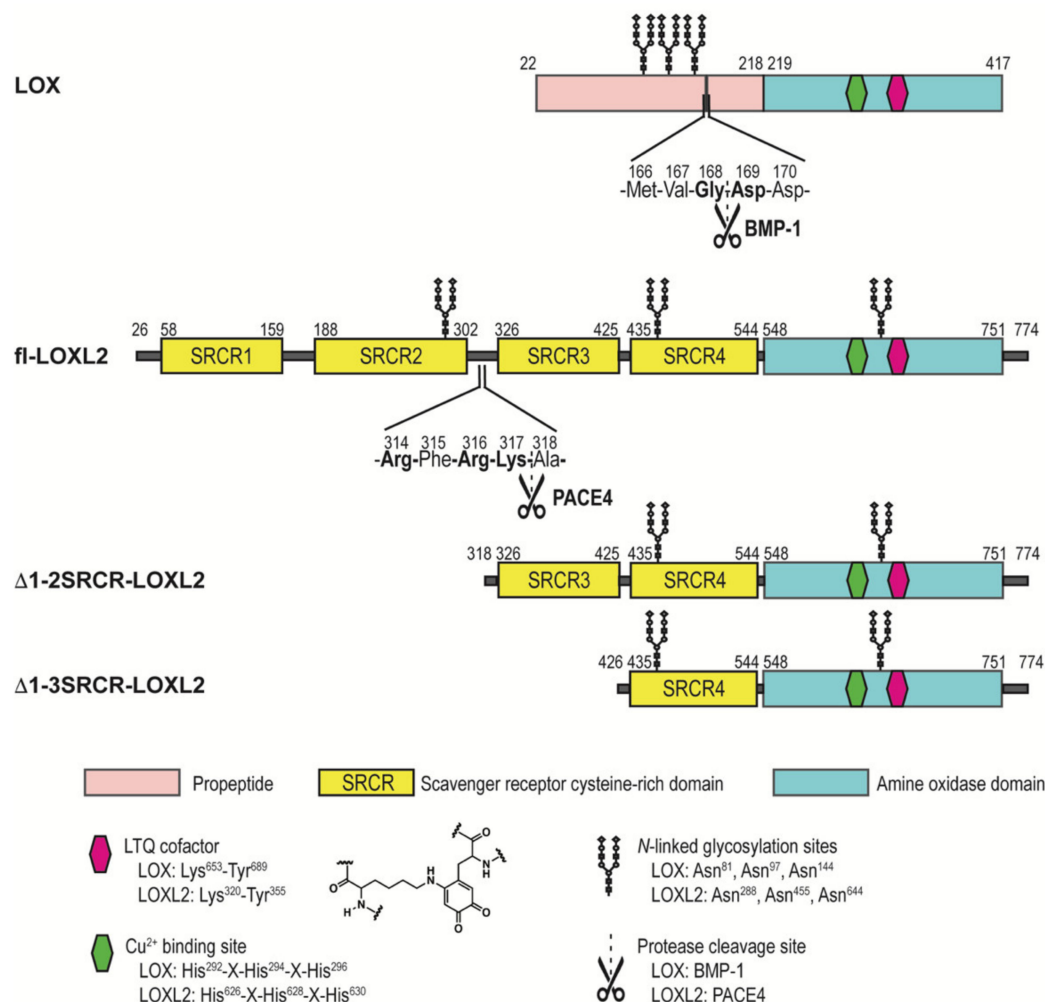 LOX
22 218 219 417
166 167 168 169 170
-Met-Val-Gly-Asp-Asp-
BMP-1
fl-LOXL2
26 58 159 188 302 326 425 435 544 548 751 774
SRCR1 SRCR2 SRCR3 SRCR4
314 315 316 317 318
-Arg-Phe-Arg-Lys-Ala-
PACE4
Δ1-2SRCR-LOXL2
318 326 425 435 544 548 751 774
SRCR3 SRCR4
Δ1-3SRCR-LOXL2
426 435 544 548 751 774
SRCR4
Propeptide
SRCR Scavenger receptor cysteine-rich domain
Amine oxidase domain
LTQ cofactor
LOX: Lys653-Tyr689
LOXL2: Lys320-Tyr355
O
N
H
HN
O
H
N
O
O
N-linked glycosylation sites
LOX: Asn81, Asn97, Asn144
LOXL2: Asn288, Asn455, Asn644
Cu2+ binding site
LOX: His292-X-His294-X-His296
LOXL2: His626-X-His628-X-His630
Protease cleavage site
LOX: BMP-1
LOXL2: PACE4